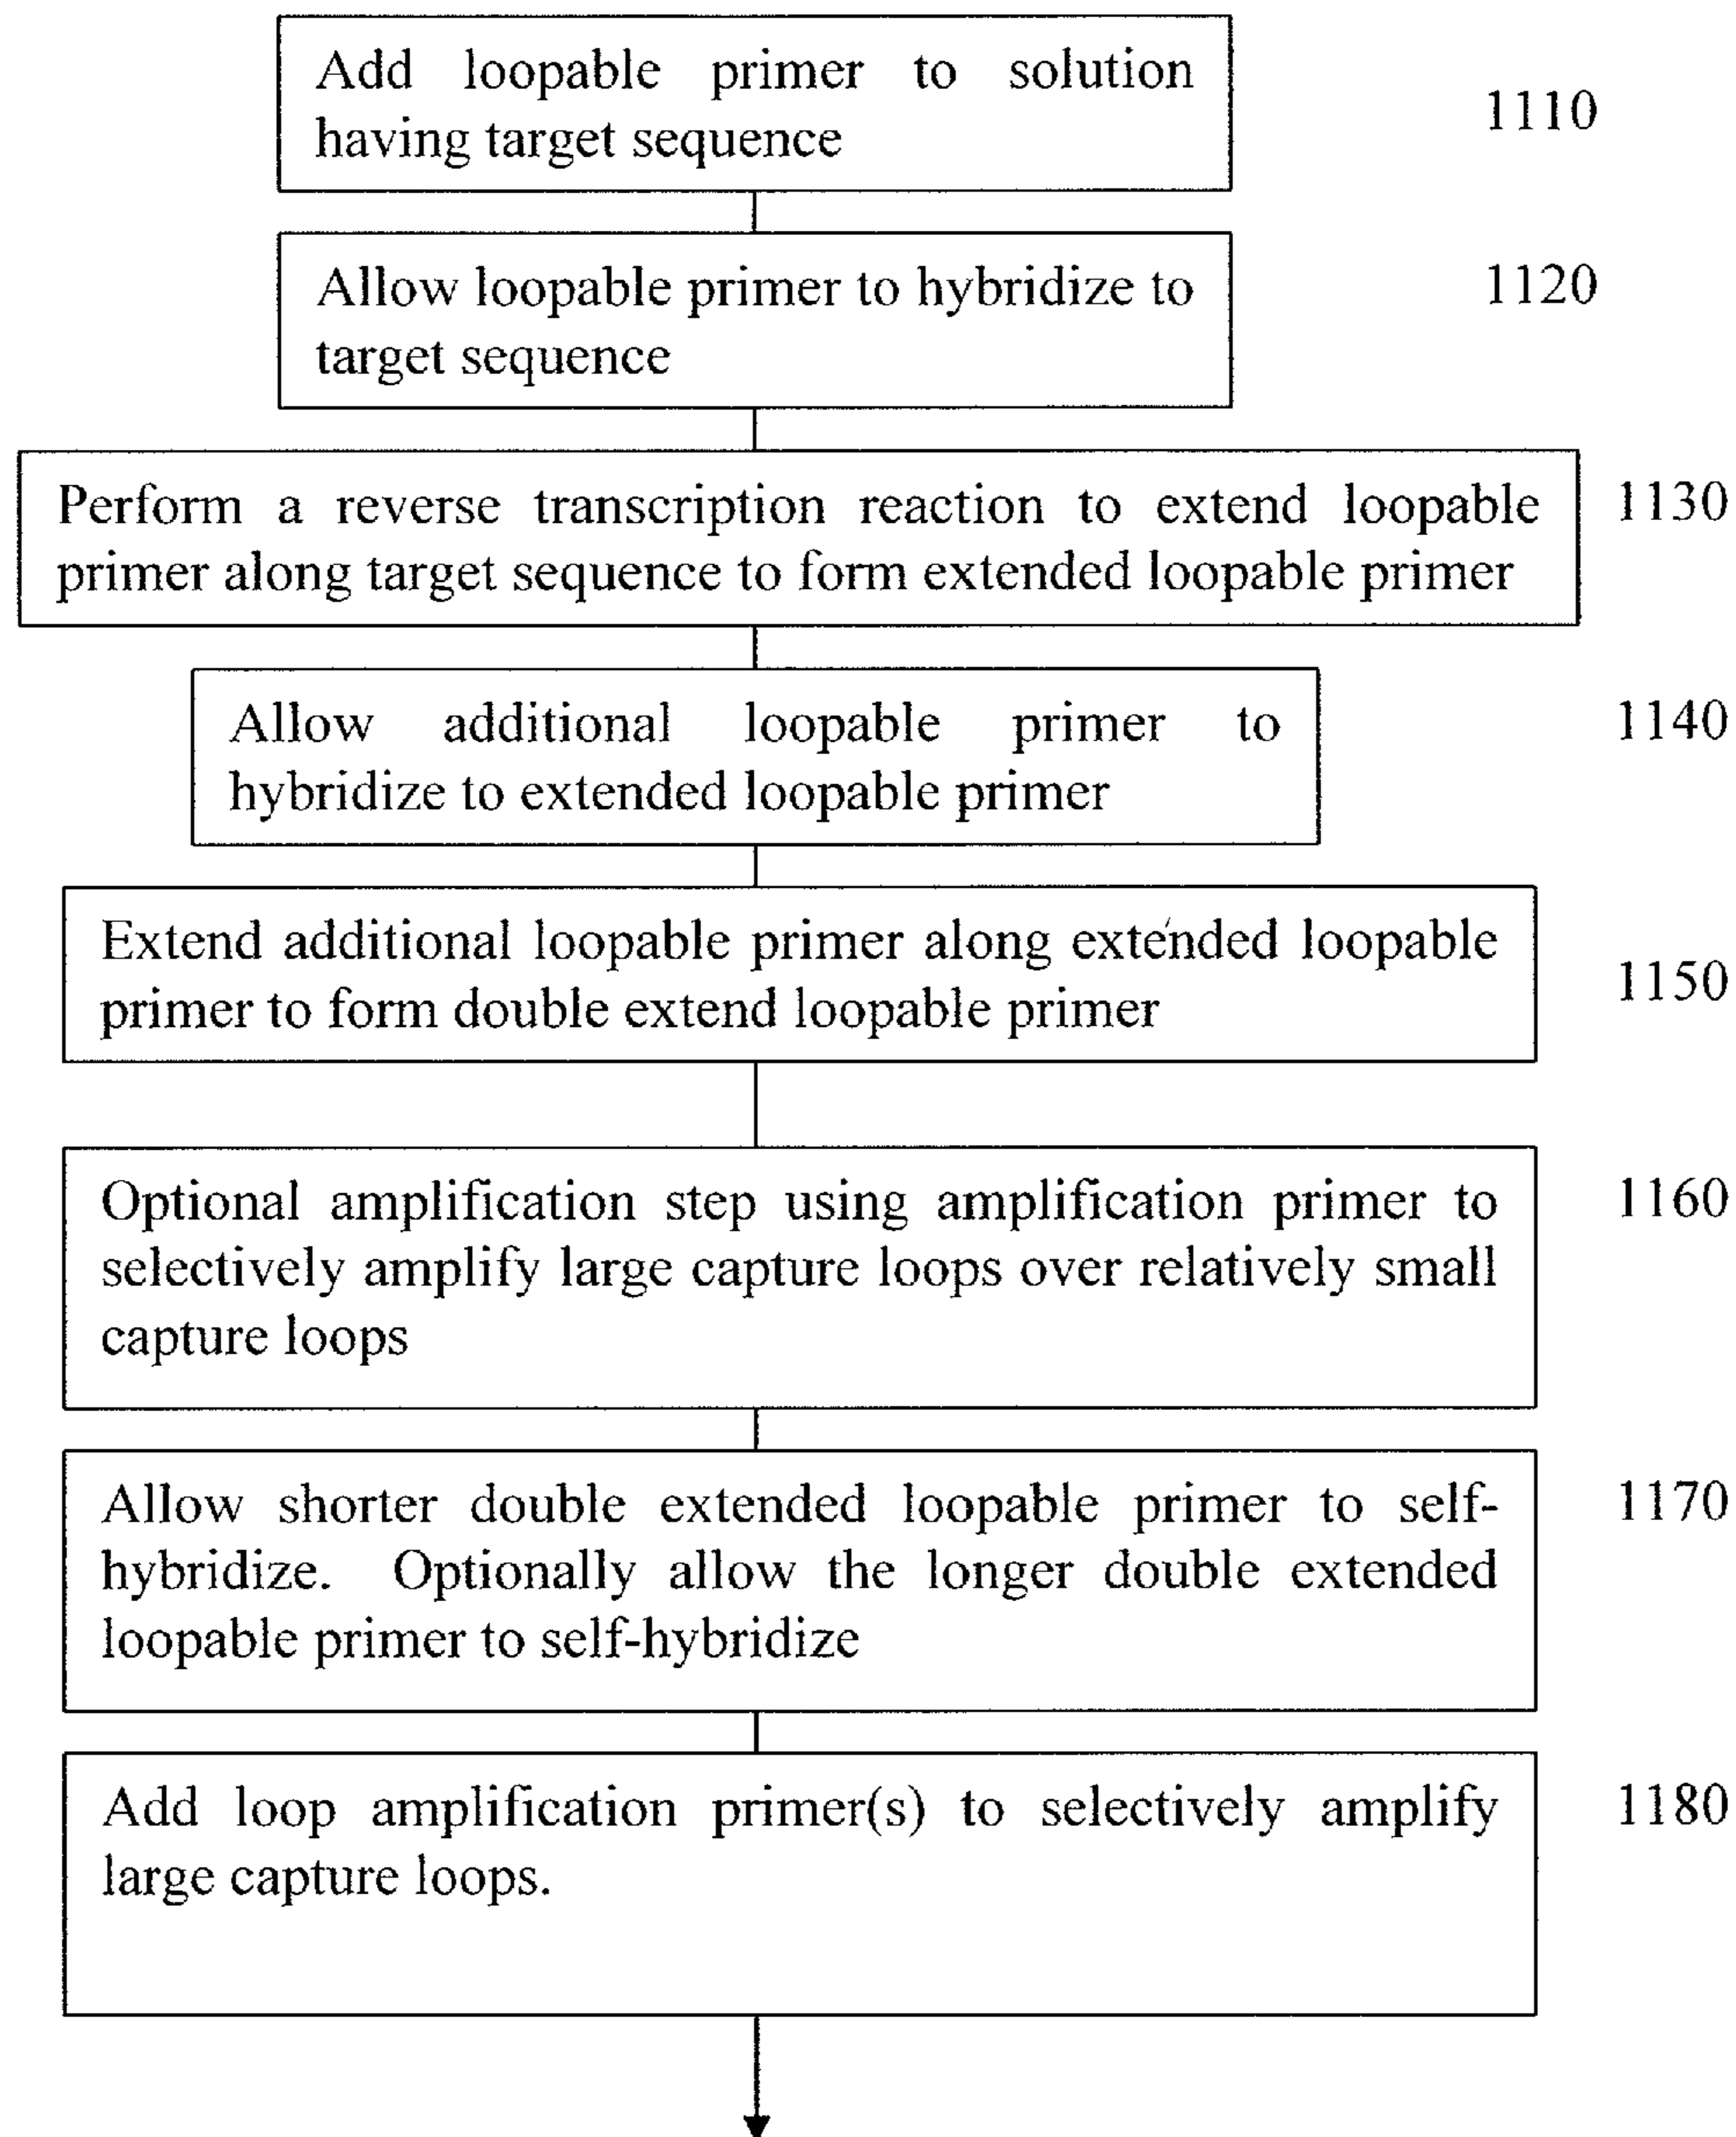 Add loopable primer to solution
having target sequence
1110
Allow loopable primer to hybridize to
target sequence
1120
Perform a reverse transcription reaction to extend loopable
primer along target sequence to form extended loopable primer
1130
Allow additional loopable primer to
hybridize to extended loopable primer
1140
Extend additional loopable primer along extended loopable
primer to form double extend loopable primer
1150
Optional amplification step using amplification primer to
selectively amplify large capture loops over relatively small
capture loops
1160
Allow shorter double extended loopable primer to self-
hybridize. Optionally allow the longer double extended
loopable primer to self-hybridize
1170
Add loop amplification primer(s) to selectively amplify
large capture loops.
1180